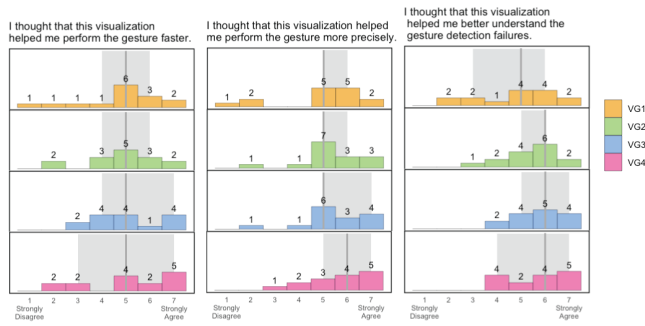 I thought that this visualization
helped me perform the gesture faster.
1 1 1 1 6 3 2
2 3 5 3 2
2 4 4 1 4
2 2 4 2 5
1 2 3 4 5 6 7
Strongly
Disagree
Strongly
Agree
I thought that this visualization helped
me perform the gesture more precisely.
1 2 5 5 2
1 1 7 3 3
1 1 6 3 4
1 2 3 4 5
1 2 3 4 5 6 7
Strongly
Disagree
Strongly
Agree
I thought that this visualization
helped me better understand the
gesture detection failures.
2 2 1 4 4 2
1 2 4 6 2
2 4 5 4
4 2 4 5
1 2 3 4 5 6 7
Strongly
Disagree
Strongly
Agree
VG1
VG2
VG3
VG4